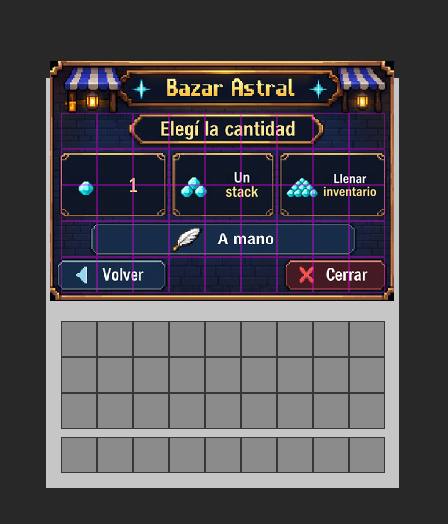 Bazar Astral
Elegí la cantidad
1
Un
stack
Llenar
inventario
A mano
Volver
Cerrar